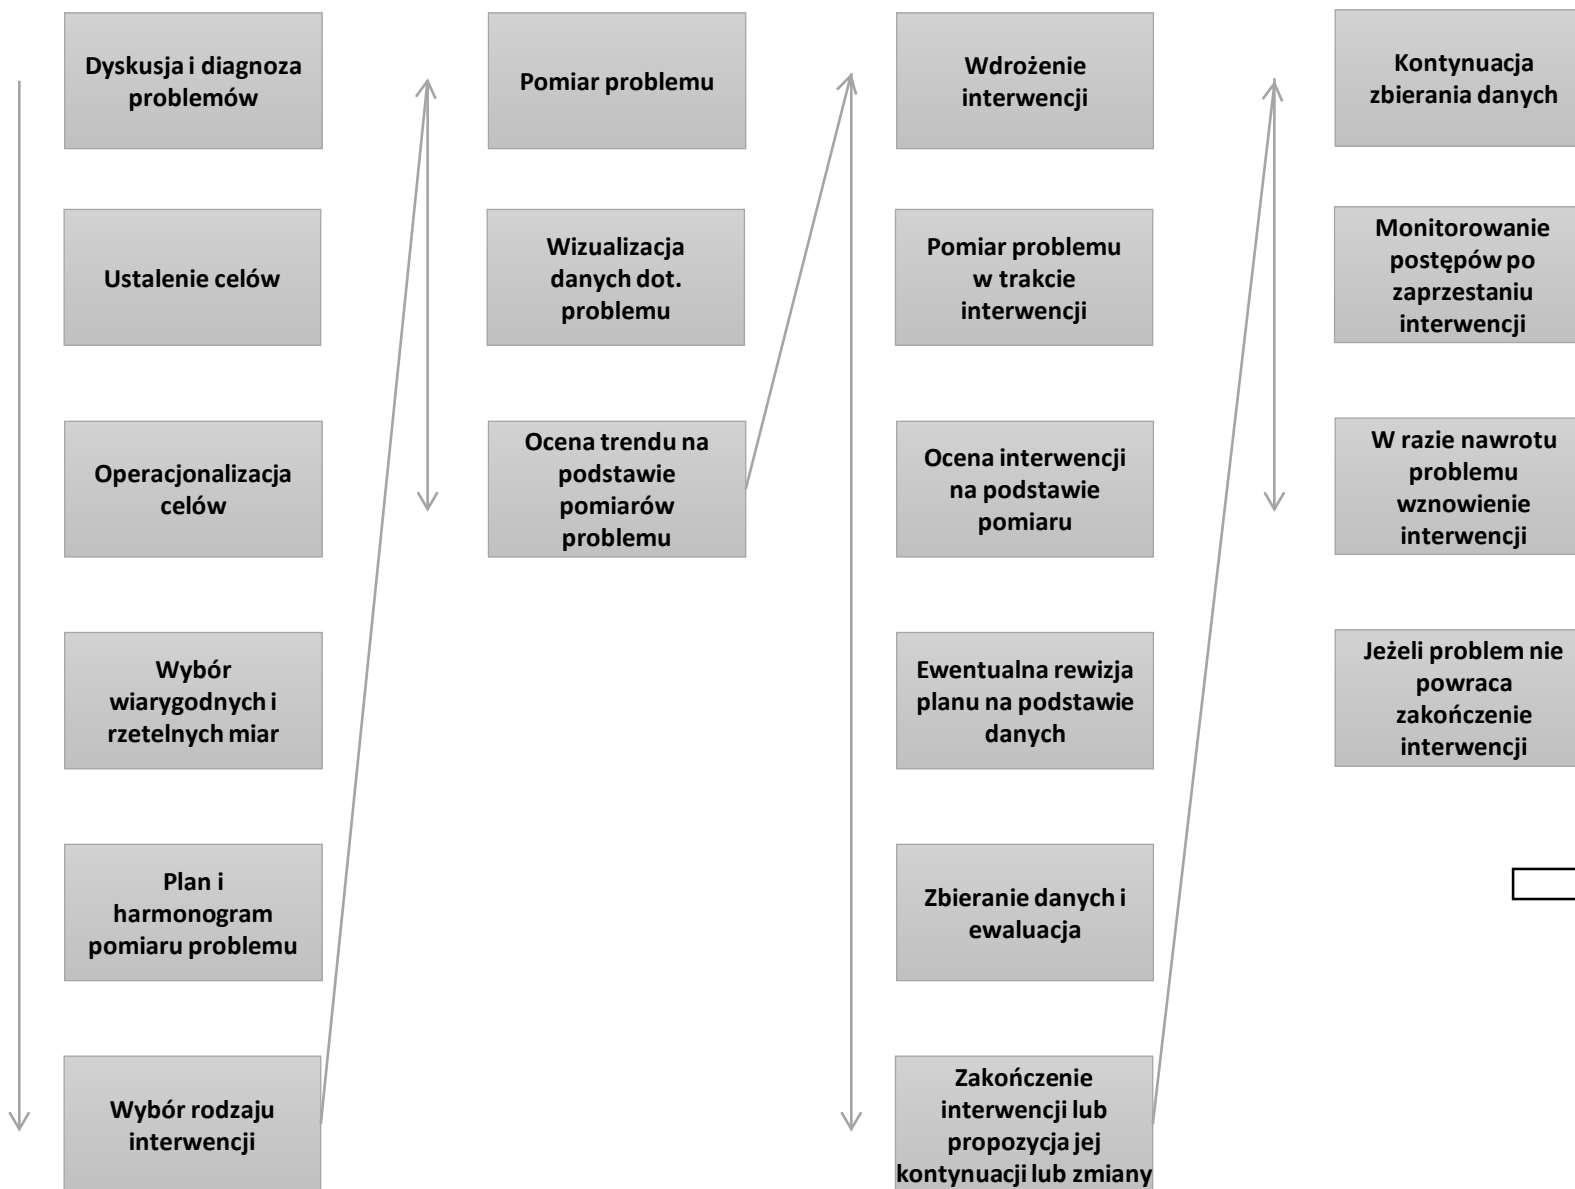 Dyskusja i diagnoza
problemów
Ustalenie celów
Operacjonalizacja
celów
Wybór
wiarygodnych i
rzetelnych miar
Plan i
harmonogram
pomiaru problemu
Wybór rodzaju
interwencji
Pomiar problemu
Wizualizacja
danych dot.
problemu
Ocena trendu na
podstawie
pomiarów
problemu
Wdrożenie
interwencji
Pomiar problemu
w trakcie
interwencji
Ocena interwencji
na podstawie
pomiaru
Ewentualna rewizja
planu na podstawie
danych
Zbieranie danych i
ewaluacja
Zakończenie
interwencji lub
propozycja jej
kontynuacji lub zmiany
Kontynuacja
zbierania danych
Monitorowanie
postępów po
zaprzestaniu
interwencji
W razie nawrotu
problemu
wznowienie
interwencji
Jeżeli problem nie
powraca
zakończenie
interwencji